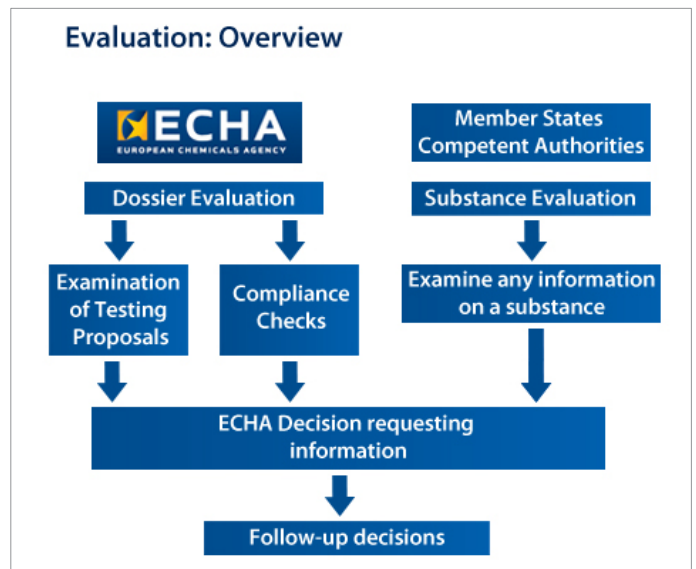 Evaluation: Overview
ECHA
EUROPEAN CHEMICALS AGENCY
Member States
Competent Authorities
Dossier Evaluation
Substance Evaluation
Examination
of Testing
Proposals
Compliance
Checks
Examine any information
on a substance
ECHA Decision requesting
information
Follow-up decisions